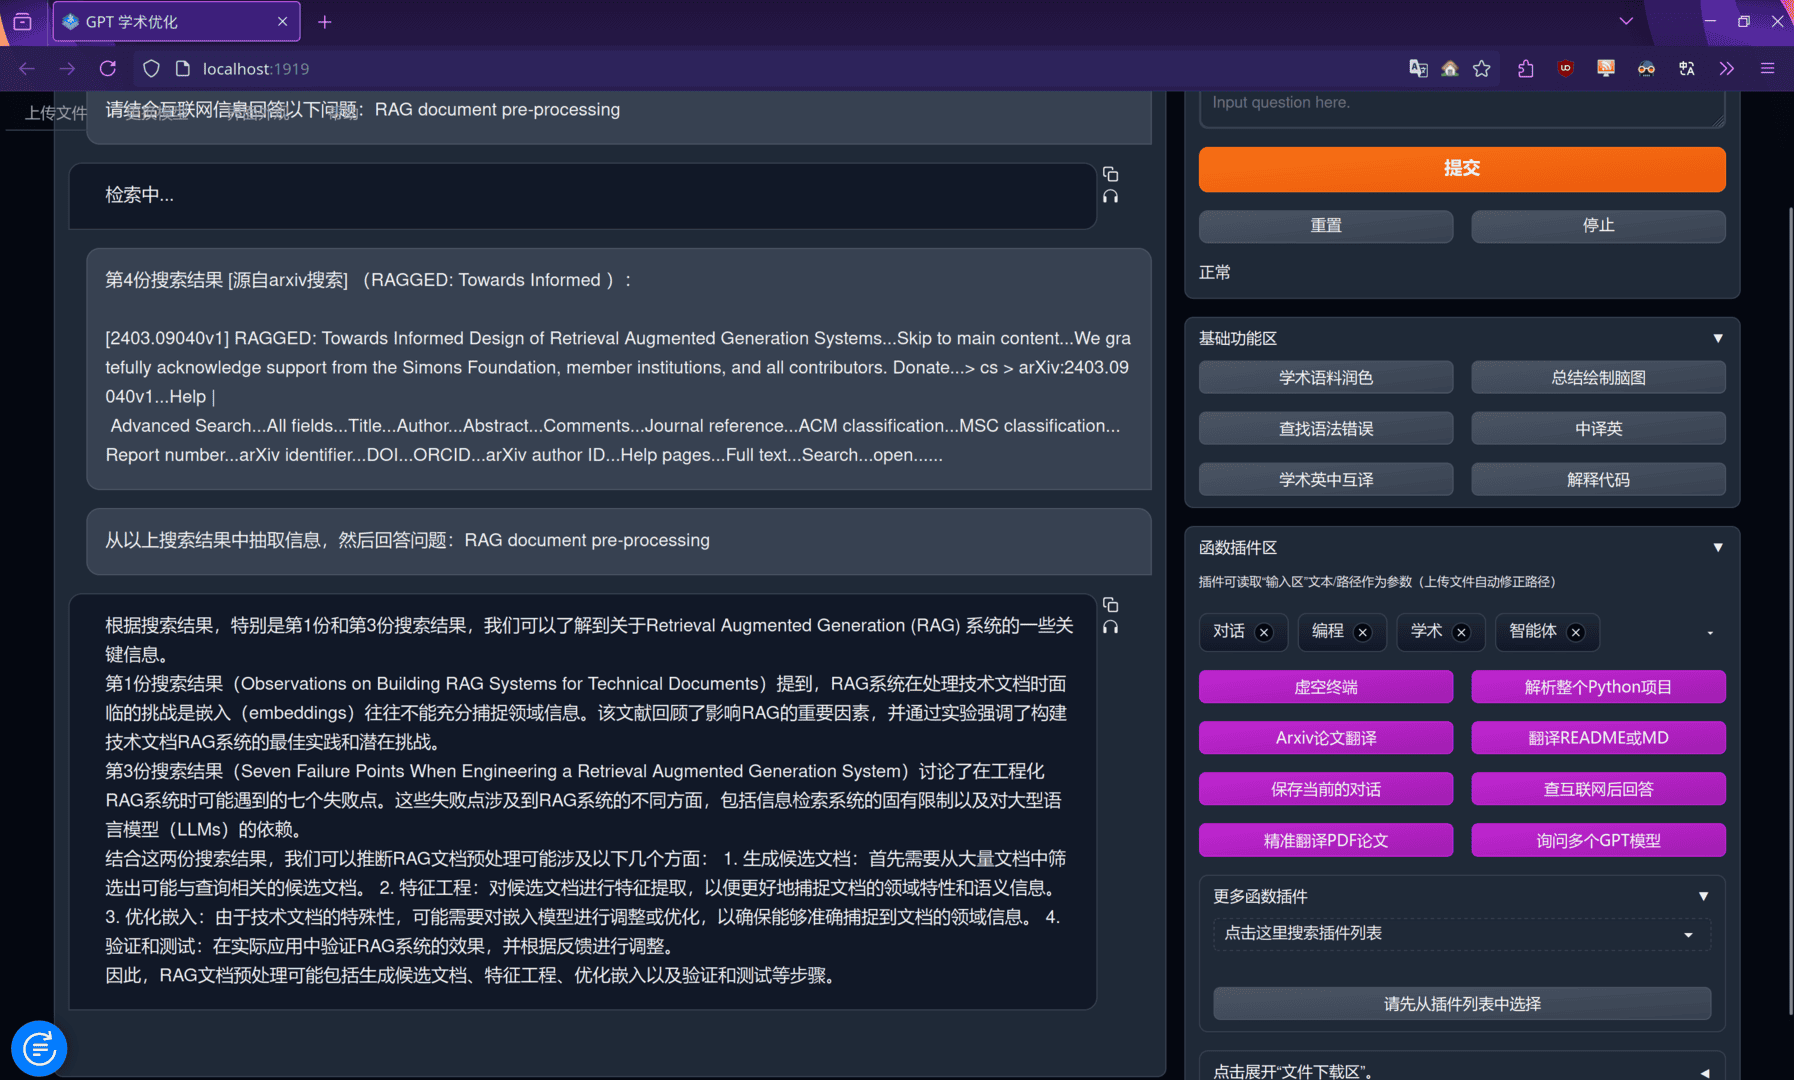 GPT 学术优化
localhost:1919
上传文件
请结合互联网信息回答以下问题：RAG document pre-processing
检索中...
第4份搜索结果 [源自arxiv搜索] （RAGGED: Towards Informed ）：
[2403.09040v1] RAGGED: Towards Informed Design of Retrieval Augmented Generation Systems...Skip to main content...We gra
tefully acknowledge support from the Simons Foundation, member institutions, and all contributors. Donate...> cs > arXiv:2403.09
040v1...Help |
Advanced Search...All fields...Title...Author...Abstract...Comments...Journal reference...ACM classification...MSC classification...
Report number...arXiv identifier...DOI...ORCID...arXiv author ID...Help pages...Full text...Search...open......
从以上搜索结果中抽取信息，然后回答问题：RAG document pre-processing
根据搜索结果，特别是第1份和第3份搜索结果，我们可以了解到关于Retrieval Augmented Generation (RAG) 系统的一些关
键信息。
第1份搜索结果（Observations on Building RAG Systems for Technical Documents）提到，RAG系统在处理技术文档时面
临的挑战是嵌入（embeddings）往往不能充分捕捉领域信息。该文献回顾了影响RAG的重要因素，并通过实验强调了构建
技术文档RAG系统的最佳实践和潜在挑战。
第3份搜索结果（Seven Failure Points When Engineering a Retrieval Augmented Generation System）讨论了在工程化
RAG系统时可能遇到的七个失败点。这些失败点涉及到RAG系统的不同方面，包括信息检索系统的固有限制以及对大型语
言模型（LLMs）的依赖。
结合这两份搜索结果，我们可以推断RAG文档预处理可能涉及以下几个方面： 1. 生成候选文档：首先需要从大量文档中筛
选出可能与查询相关的候选文档。 2. 特征工程：对候选文档进行特征提取，以便更好地捕捉文档的领域特性和语义信息。
3. 优化嵌入：由于技术文档的特殊性，可能需要对嵌入模型进行调整或优化，以确保能够准确捕捉到文档的领域信息。 4.
验证和测试：在实际应用中验证RAG系统的效果，并根据反馈进行调整。
因此，RAG文档预处理可能包括生成候选文档、特征工程、优化嵌入以及验证和测试等步骤。
Input question here.
提交
重置
停止
正常
基础功能区
学术语料润色
总结绘制脑图
查找语法错误
中译英
学术英中互译
解释代码
函数插件区
插件可读取“输入区”文本/路径作为参数（上传文件自动修正路径）
对话
编程
学术
智能体
虚空终端
解析整个Python项目
Arxiv论文翻译
翻译README或MD
保存当前的对话
查互联网后回答
精准翻译PDF论文
询问多个GPT模型
更多函数插件
点击这里搜索插件列表
请先从插件列表中选择
点击展开“文件下载区”。